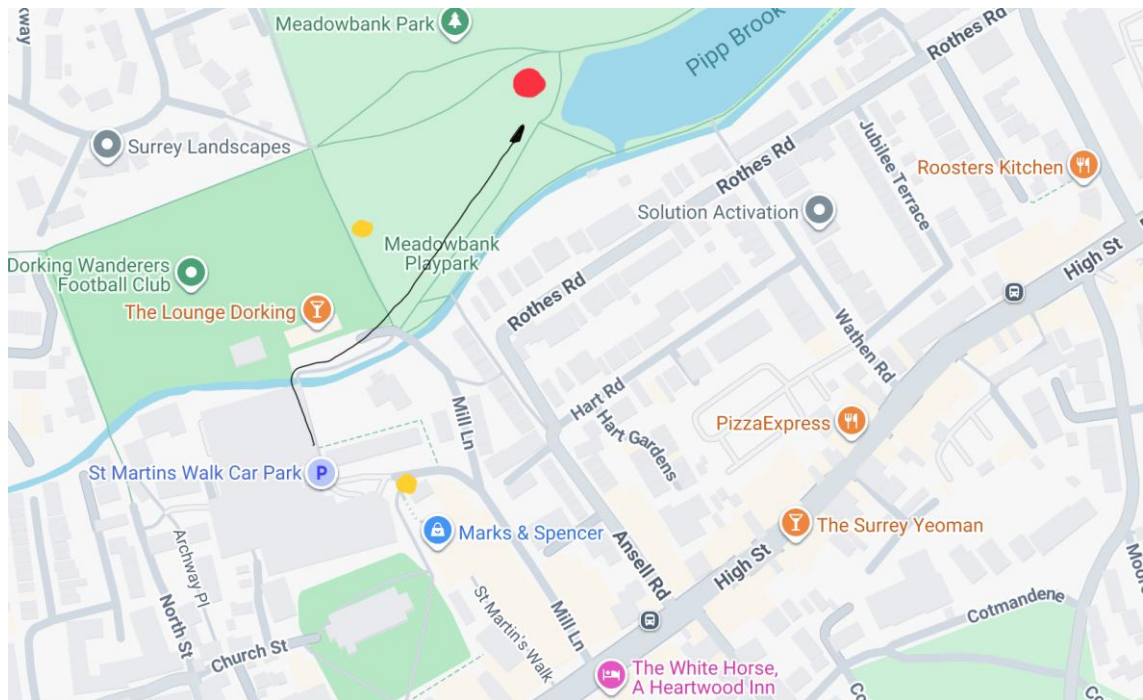 kway
Meadowbank Park
Pipp Brook
Rothes Rd
Surrey Landscapes
Jubilee Terrace
Roosters Kitchen
Rothes Rd
Solution Activation
Meadowbank
Playpark
High St
Dorking Wanderers
Football Club
The Lounge Dorking
Rothes Rd
Wathen Rd
Hart Rd
Mill Ln
Hart Gardens
PizzaExpress
St Martins Walk Car Park
P
Marks & Spencer
The Surrey Yeoman
Archway Pl
Ansell Rd
High St
Moor
North St
St Martin's Walk
Mill Ln
Cotmandene
Church St
The White Horse,
A Heartwood Inn
Co